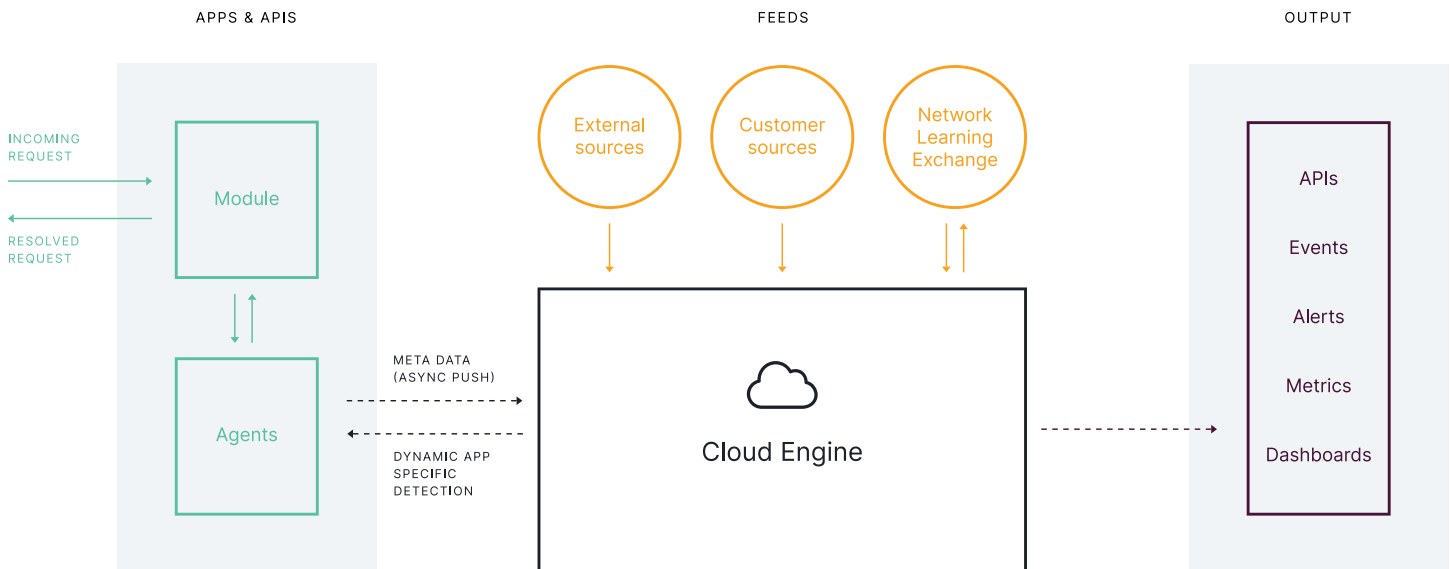 APPS & APIS
FEEDS
OUTPUT
INCOMING
REQUEST
RESOLVED
REQUEST
Module
Agents
META DATA
(ASYNC PUSH)
DYNAMIC APP
SPECIFIC
DETECTION
External
sources
Customer
sources
Network
Learning
Exchange
Cloud Engine
APIs
Events
Alerts
Metrics
Dashboards